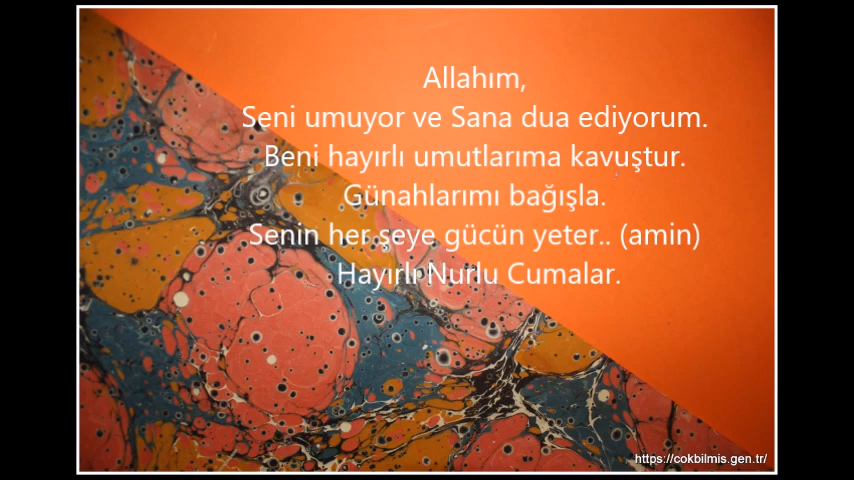 Allahım,
Seni umuyor ve Sana dua ediyorum.
Beni hayırlı umutlarıma kavuştur.
Günahlarımı bağışla.
Senin her şeye gücün yeter.. (amin)
Hayırlı Nurlu Cumalar.
https://cokbilmis.gen.tr/